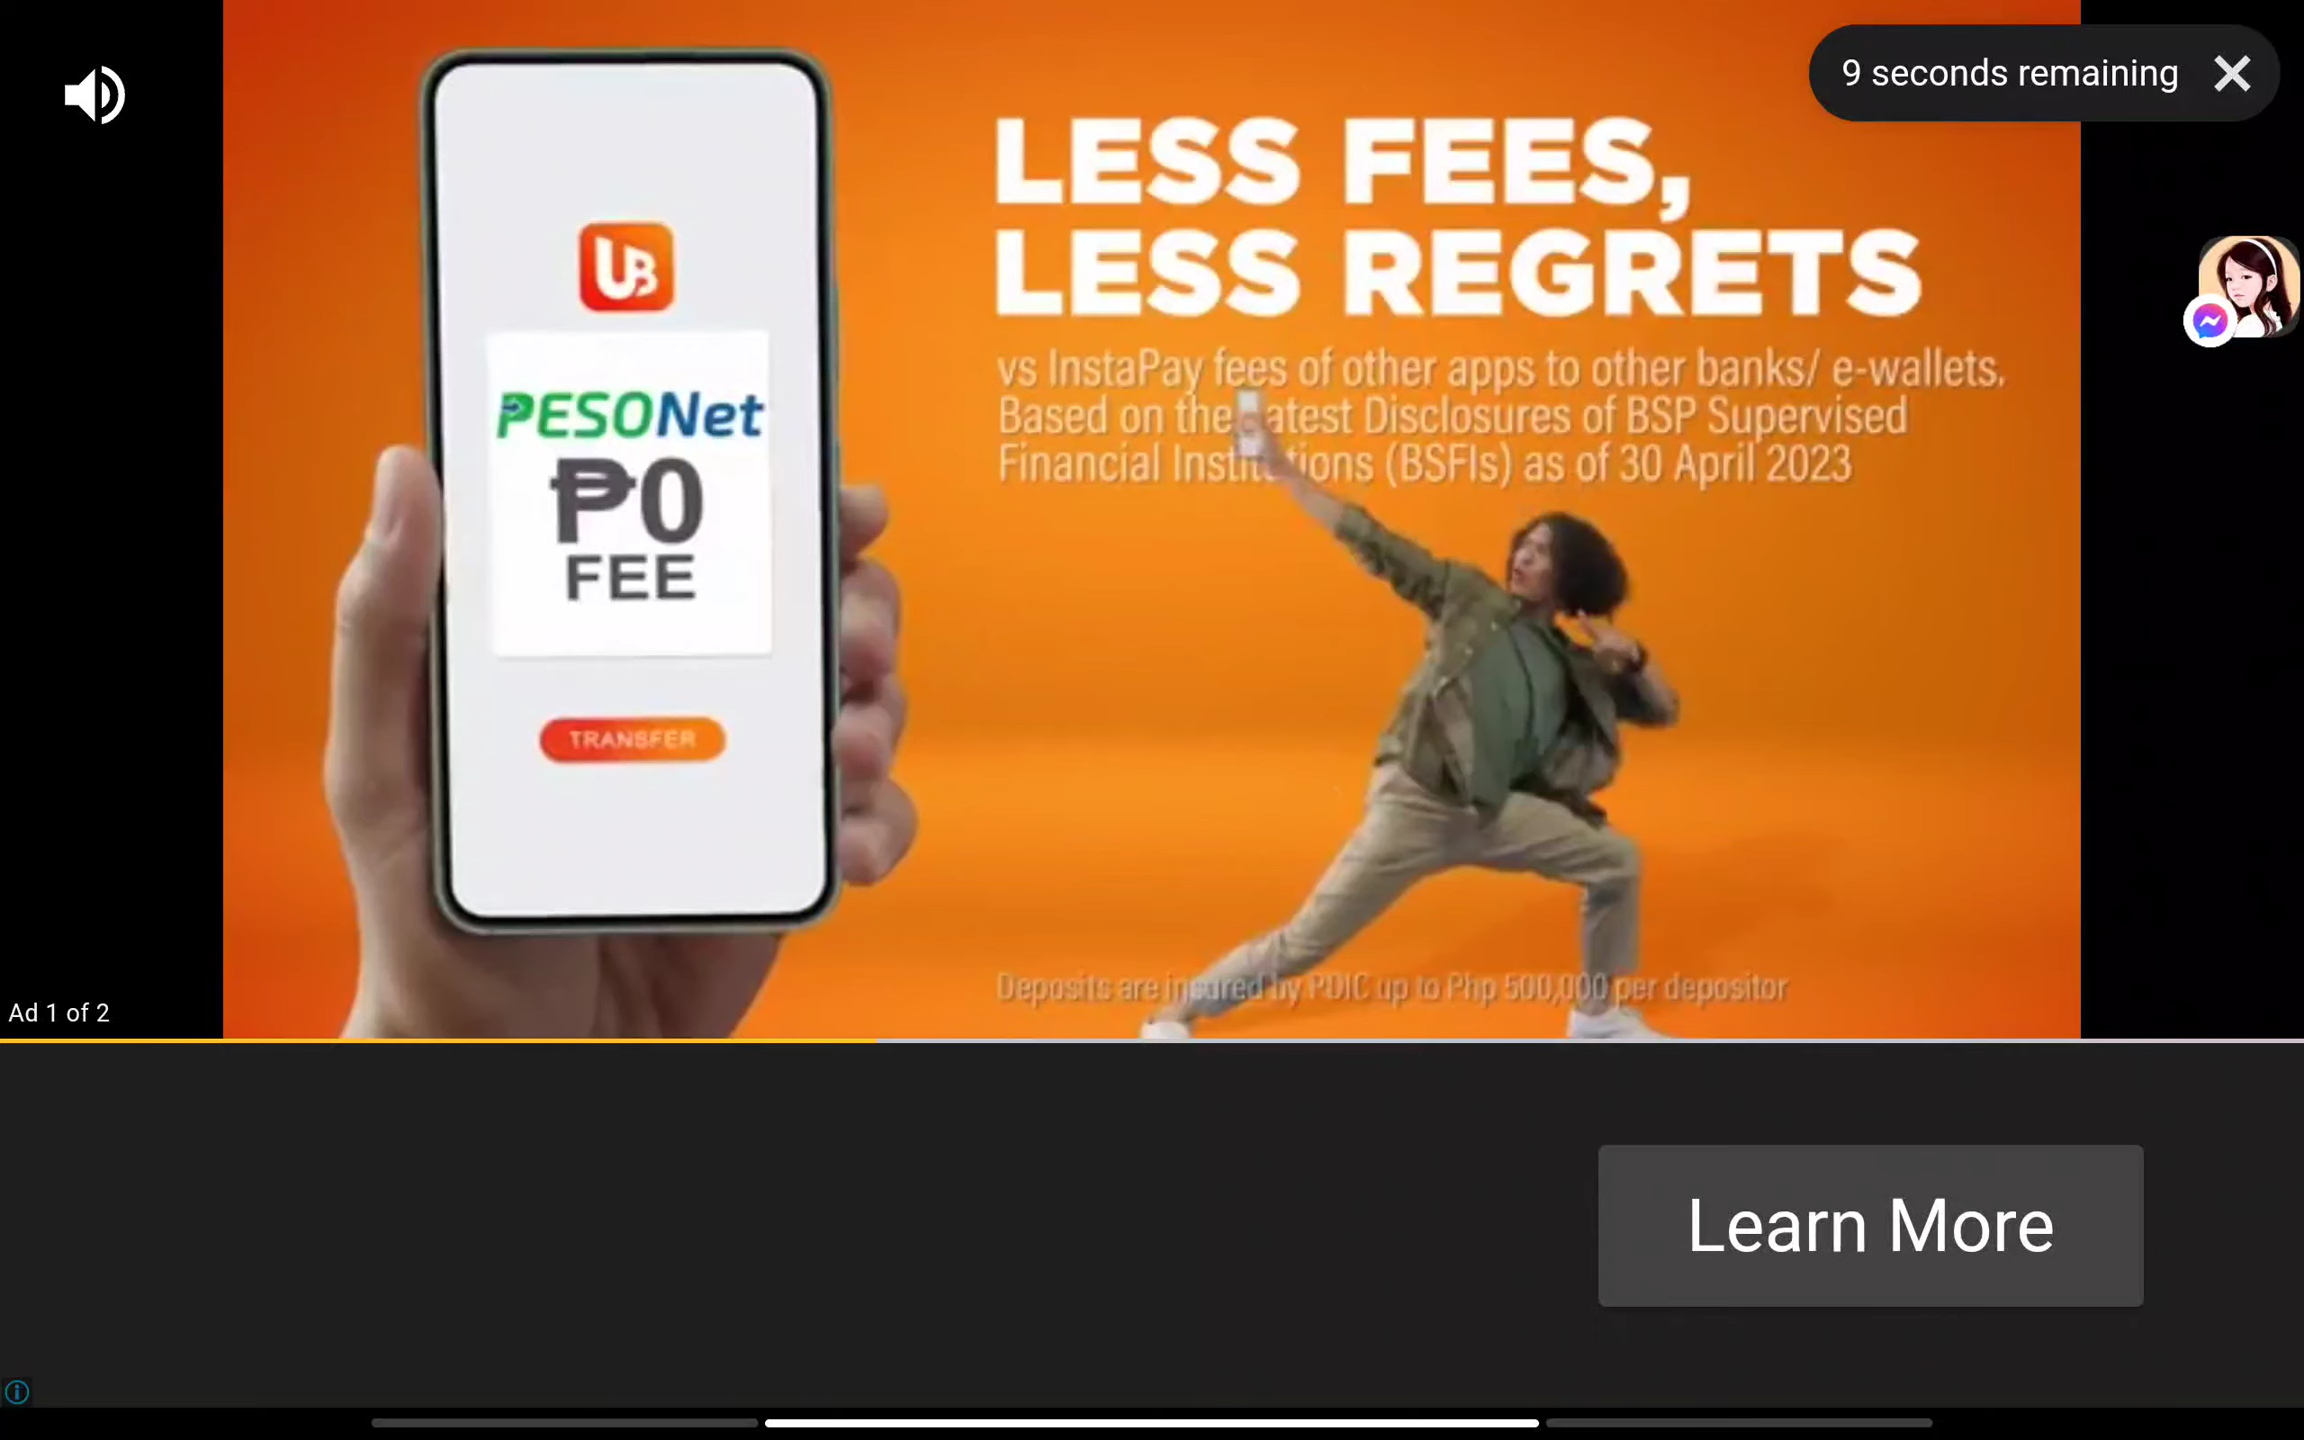 9 seconds remaining
LESS FEES,
LESS REGRETS
vs InstaPay fees of other apps to other banks/ e-wallets.
Based on the latest Disclosures of BSP Supervised
Financial Institutions (BSFIs) as of 30 April 2023
UB
PESONet
₱0
FEE
TRANSFER
Deposits are insured by PDIC up to Php 500,000 per depositor
Ad 1 of 2
Learn More